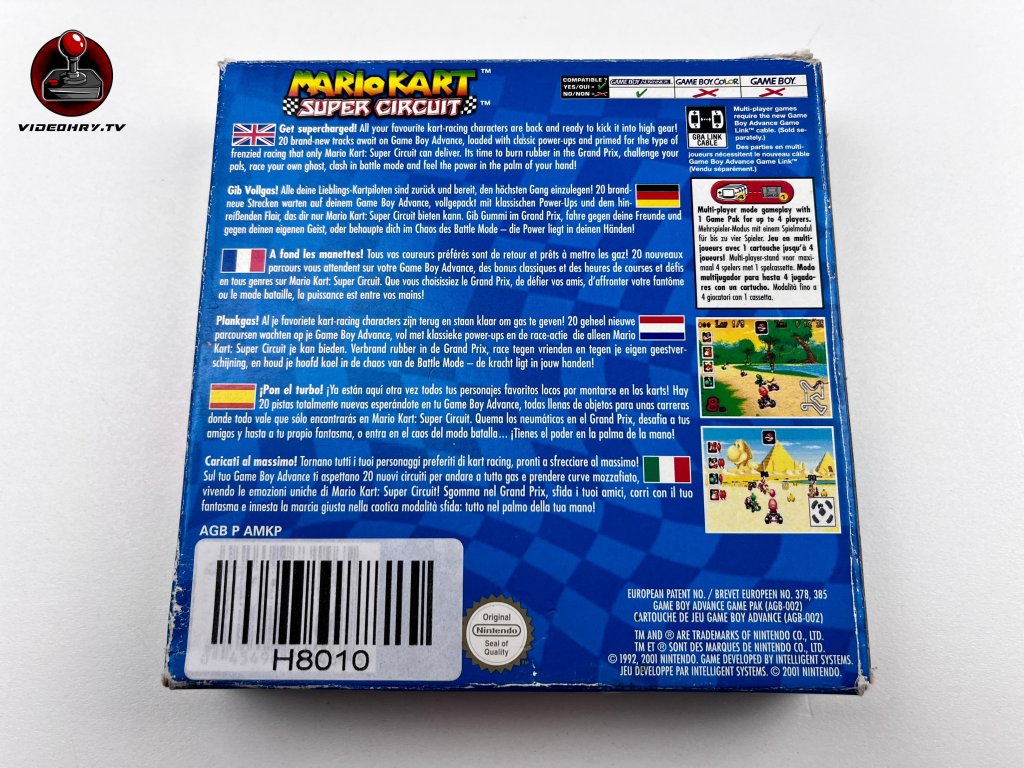 VIDEOHRY.TV
MARIO KART™
SUPER CIRCUIT™
COMPATIBLE ?
YES/OUI =
NO/NON =
GAME BOY ADVANCE
GAME BOY COLOR
GAME BOY
Get supercharged! All your favourite kart-racing characters are back and ready to kick it into high gear!
20 brand-new tracks await on Game Boy Advance, loaded with classic power-ups and primed for the type of
frenzied racing that only Mario Kart: Super Circuit can deliver. Its time to burn rubber in the Grand Prix, challenge your
pals, race your own ghost, clash in battle mode and feel the power in the palm of your hand!
Gib Vollgas! Alle deine Lieblings-Kartpiloten sind zurück und bereit, den höchsten Gang einzulegen! 20 brand-
neue Strecken warten auf deinem Game Boy Advance, vollgepackt mit klassischen Power-Ups und dem hin-
reißenden Flair, das dir nur Mario Kart: Super Circuit bieten kann. Gib Gummi im Grand Prix, fahre gegen deine Freunde und
gegen deinen eigenen Geist, oder behaupte dich im Chaos des Battle Mode – die Power liegt in deinen Händen!
A fond les manettes! Tous vos coureurs préférés sont de retour et prêts à mettre les gaz! 20 nouveaux
parcours vous attendent sur votre Game Boy Advance, des bonus classiques et des heures de courses et défis
en tous genres sur Mario Kart: Super Circuit. Que vous choisissiez le Grand Prix, de défier vos amis, d'affronter votre fantôme
ou le mode bataille, la puissance est entre vos mains!
Plankgas! Al je favoriete kart-racing characters zijn terug en staan klaar om gas te geven! 20 geheel nieuwe
parcoursen wachten op je Game Boy Advance, vol met klassieke power-ups en de race-actie die alleen Mario
Kart: Super Circuit je kan bieden. Verbrand rubber in de Grand Prix, race tegen vrienden en tegen je eigen geestver-
schijning, en houd je hoofd koel in de chaos van de Battle Mode – de kracht ligt in jouw handen!
¡Pon el turbo! ¡Ya están aquí otra vez todos tus personajes favoritos locos por montarse en los karts! Hay
20 pistas totalmente nuevas esperándote en tu Game Boy Advance, todas llenas de objetos para unas carreras
donde todo vale que sólo encontrarás en Mario Kart: Super Circuit. Quema los neumáticos en el Grand Prix, desafía a tus
amigos y hasta a tu propio fantasma, o entra en el caos del modo batalla... ¡Tienes el poder en la palma de la mano!
Caricati al massimo! Tornano tutti i tuoi personaggi preferiti di kart racing, pronti a sfrecciare al massimo!
Sul tuo Game Boy Advance ti aspettano 20 nuovi circuiti per andare a tutto gas e prendere curve mozzafiato,
vivendo le emozioni uniche di Mario Kart: Super Circuit! Sgomma nel Grand Prix, sfida i tuoi amici, corri con il tuo
fantasma e innesta la marcia giusta nella caotica modalità sfida: tutto nel palmo della tua mano!
AGB P AMKP
H8010
Original
Nintendo
Seal of
Quality
TM
GBA LINK
CABLE
Multi-player games
require the new Game
Boy Advance Game
Link™ cable. (Sold se-
parately.)
Des parties en multi-
joueurs nécessitent le nouveau câble
Game Boy Advance Game Link™
(Vendu séparément.)
Multi-player mode gameplay with
1 Game Pak for up to 4 players.
Mehrspieler-Modus mit einem Spielmodul
für bis zu vier Spieler. Jeu en multi-
joueurs avec 1 cartouche jusqu'à 4
joueurs! Multi-player-stand voor maxi-
maal 4 spelers met 1 spelcassette. Modo
multijugador para hasta 4 jugado-
res con un cartucho. Modalità fino a
4 giocatori con 1 cassetta.
8
EUROPEAN PATENT NO. / BREVET EUROPEEN NO. 378, 385
GAME BOY ADVANCE GAME PAK (AGB-002)
CARTOUCHE DE JEU GAME BOY ADVANCE (AGB-002)
TM AND ® ARE TRADEMARKS OF NINTENDO CO., LTD.
TM ET ® SONT DES MARQUES DE NINTENDO CO., LTD.
© 1992, 2001 NINTENDO. GAME DEVELOPED BY INTELLIGENT SYSTEMS.
JEU DEVELOPPE PAR INTELLIGENT SYSTEMS. © 2001 NINTENDO.